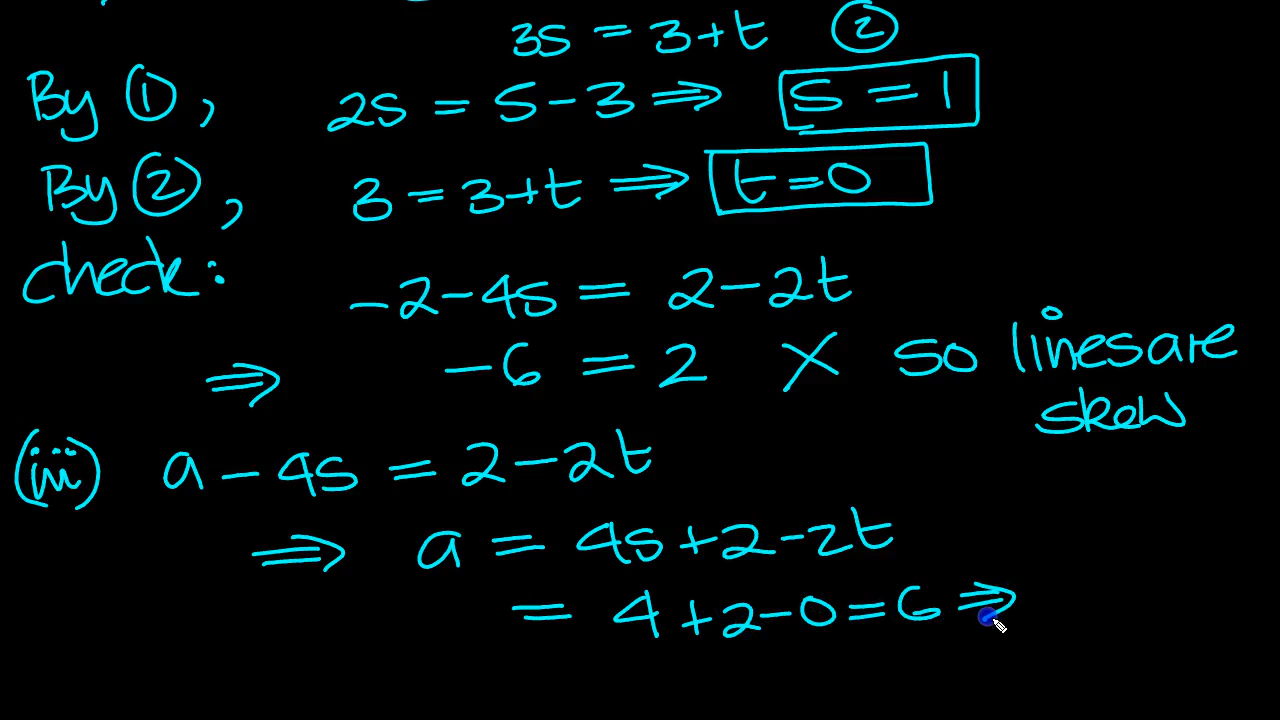 3s = 3+t ②
By ①, 2s = 5-3 ⇒ s = 1
By ②, 3 = 3+t ⇒ t=0
check:
-2-4s = 2-2t
⇒ -6 = 2 X so lines are
skew
(iii) a-4s = 2-2t
⇒ a = 4s+2-2t
= 4+2-0=6 ⇒